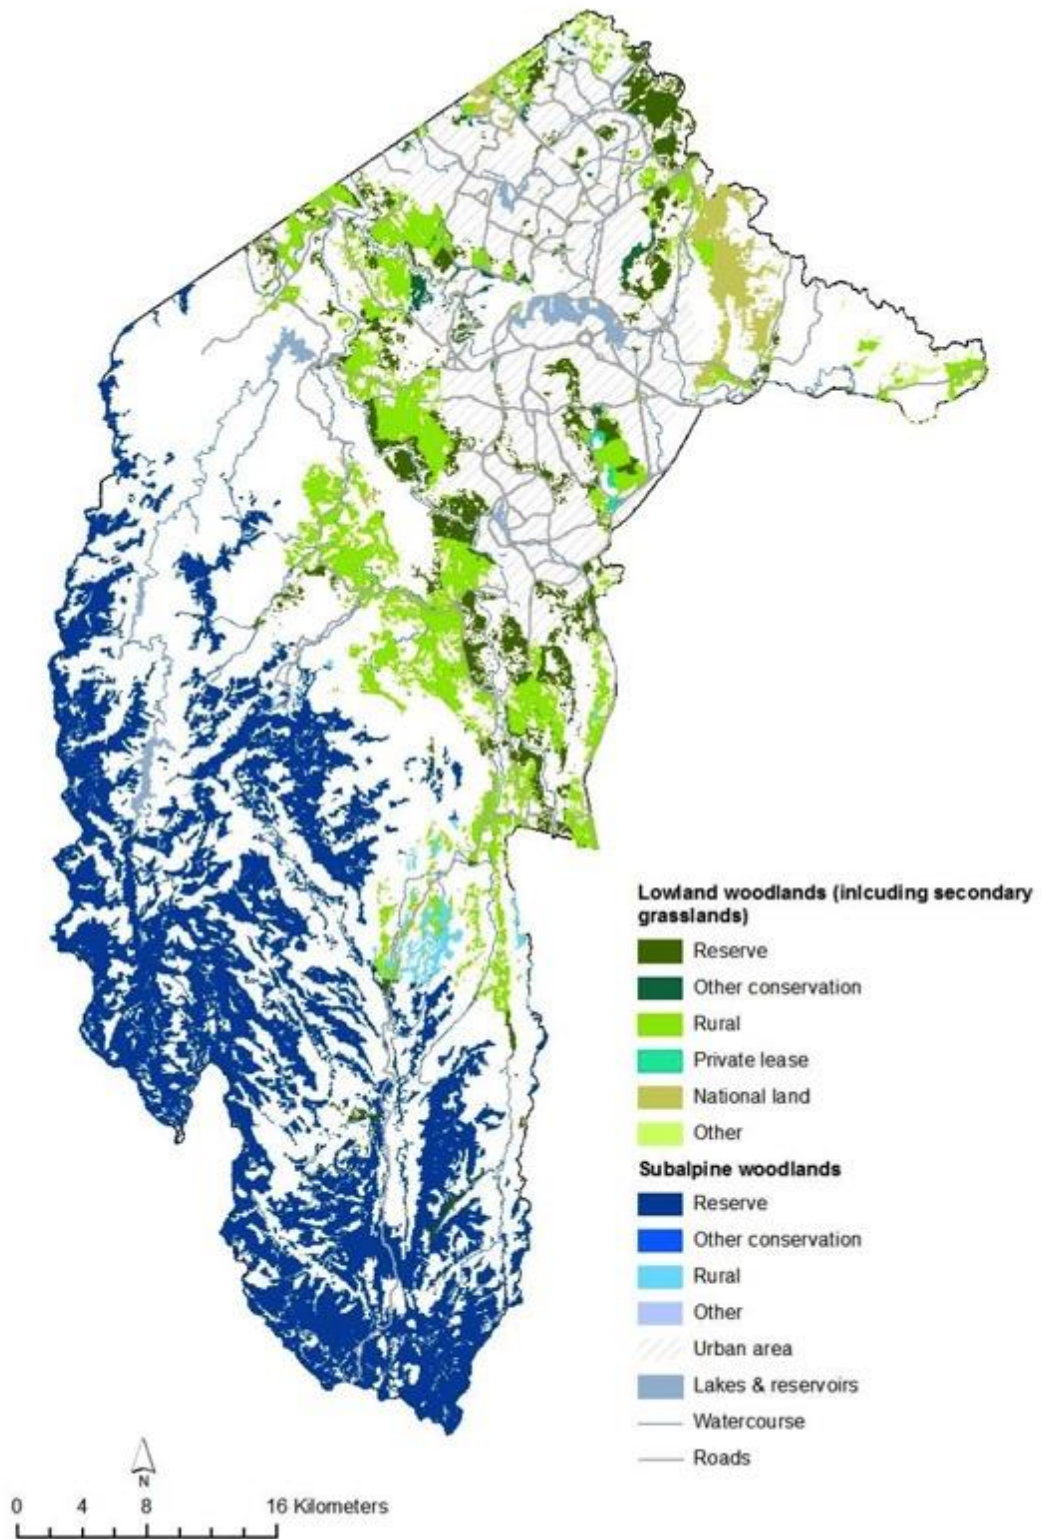 Lowland woodlands (inlcuding secondary
grasslands)
Reserve
Other conservation
Rural
Private lease
National land
Other
Subalpine woodlands
Reserve
Other conservation
Rural
Other
Urban area
Lakes & reservoirs
Watercourse
Roads
N
0 4 8 16 Kilometers